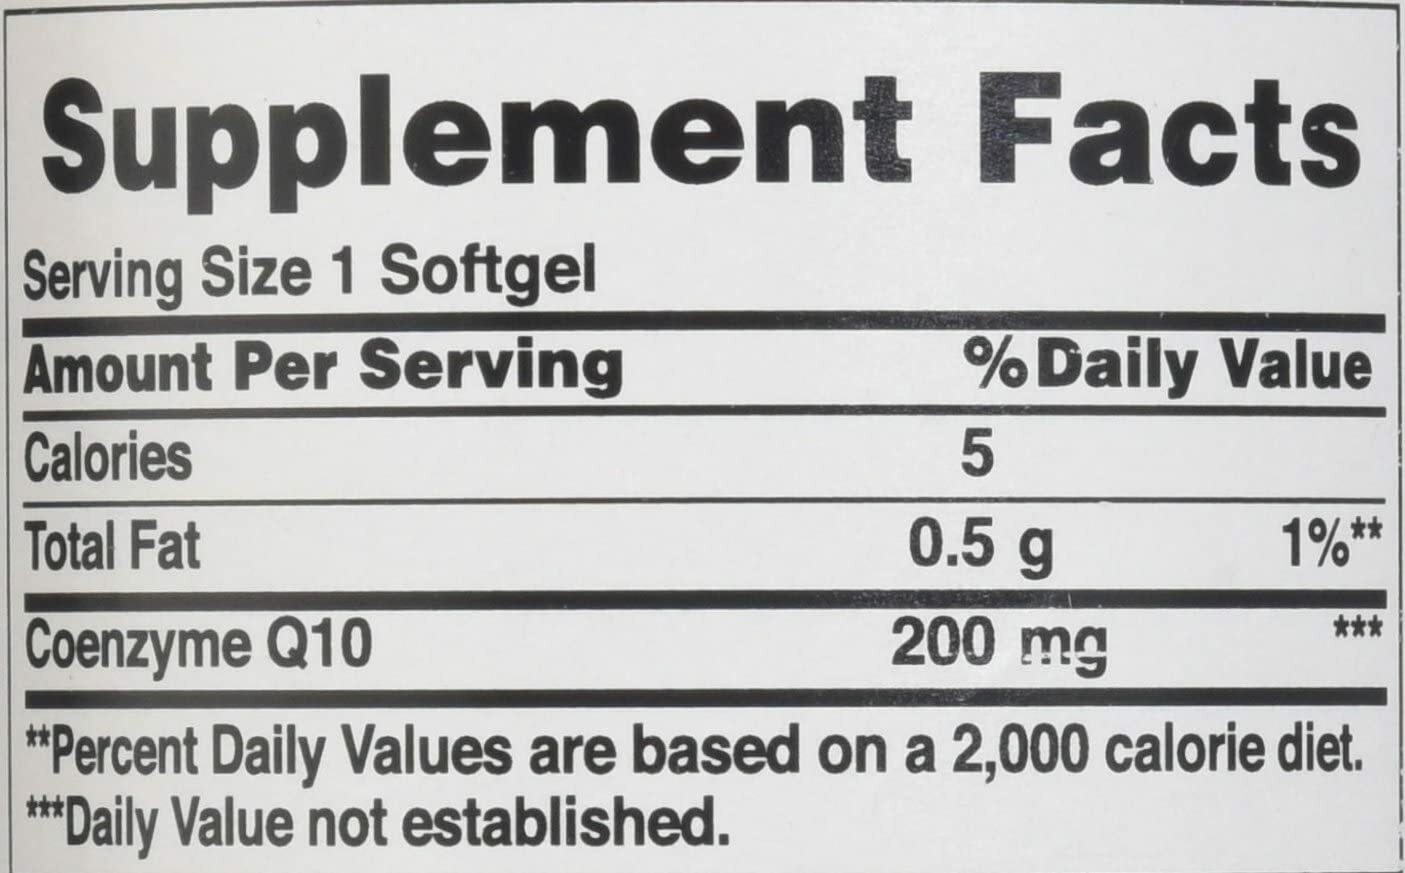 Supplement Facts
Serving Size 1 Softgel
Amount Per Serving %Daily Value
Calories 5
Total Fat 0.5 g 1%**
Coenzyme Q10 200 mg ***
**Percent Daily Values are based on a 2,000 calorie diet.
***Daily Value not established.